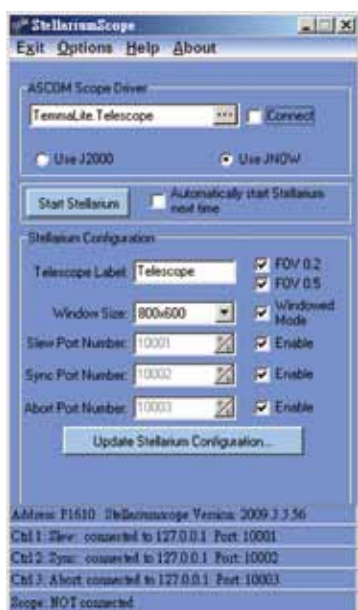 StellariumScope
Exit Options Help About
ASCOM Scope Driver
TemmaLite.Telescope ... Connect
Use J2000 Use JNOW
Start Stellarium Automatically start Stellarium
next time
Stellarium Configuration
Telescope Label: Telescope FOV 0.2
FOV 0.5
Window Size: 800x600 Windowed
Mode
Slew Port Number: 10001 Enable
Sync Port Number: 10002 Enable
Abort Port Number: 10003 Enable
Update Stellarium Configuration...
Address: P1610 Stellariumscope Version: 2009.3.3.56
Ctl 1: Slew: connected to 127.0.0.1 Port: 10001
Ctl 2: Sync: connected to 127.0.0.1 Port: 10002
Ctl 3: Abort: connected to 127.0.0.1 Port: 10003
Scope: NOT connected